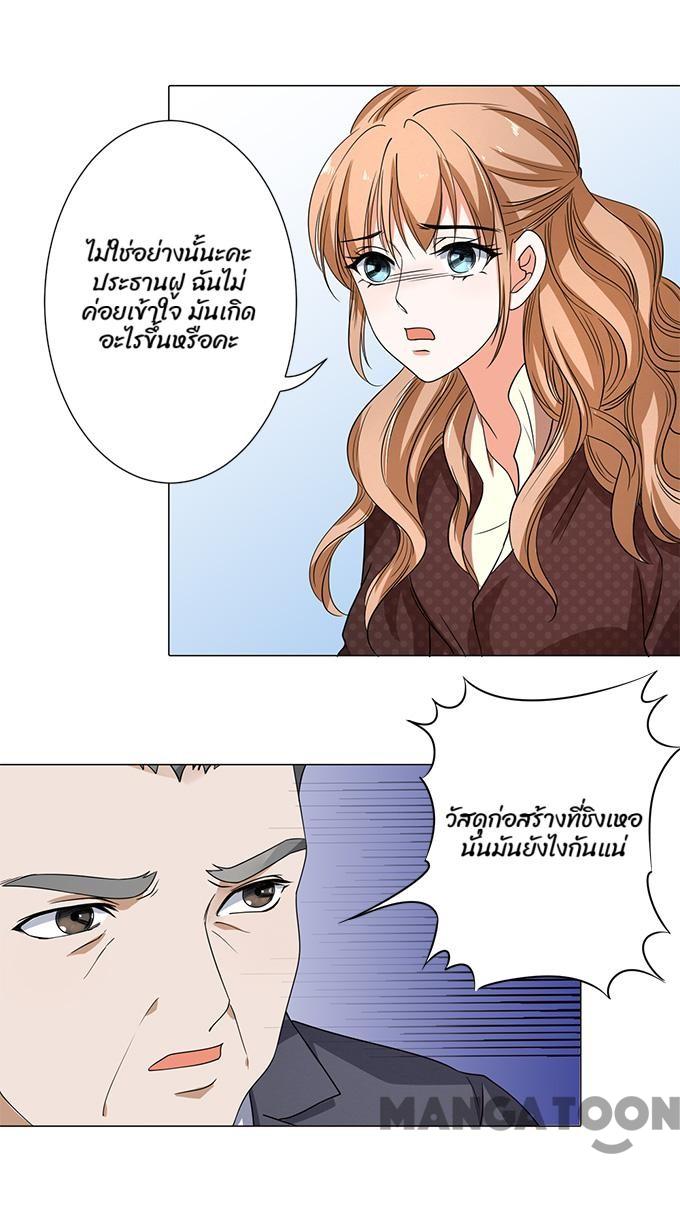 ไม่ใช่อย่างนั้นะคะ
ประธานฝู ฉันไม่
ค่อยเข้าใจ มันเกิด
อะไรขึ้นหรือคะ
วัสดุก่อสร้างที่ชิงเหอ
นั่นมันยังไงกันแน่
MANGATOON